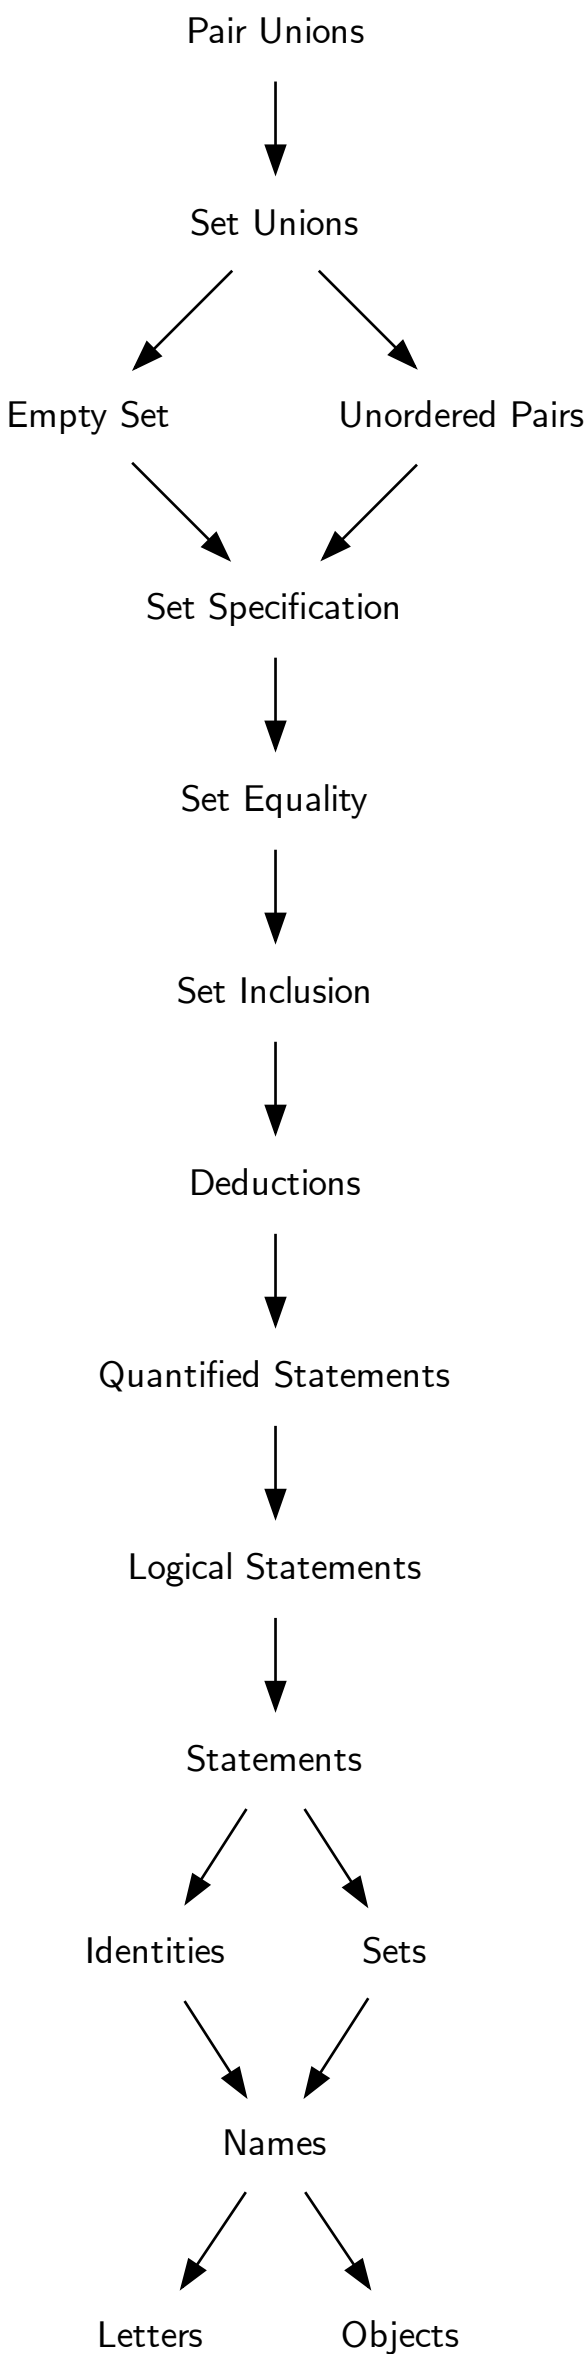 Pair Unions
Set Unions
Empty Set
Unordered Pairs
Set Specification
Set Equality
Set Inclusion
Deductions
Quantified Statements
Logical Statements
Statements
Identities
Sets
Names
Letters
Objects